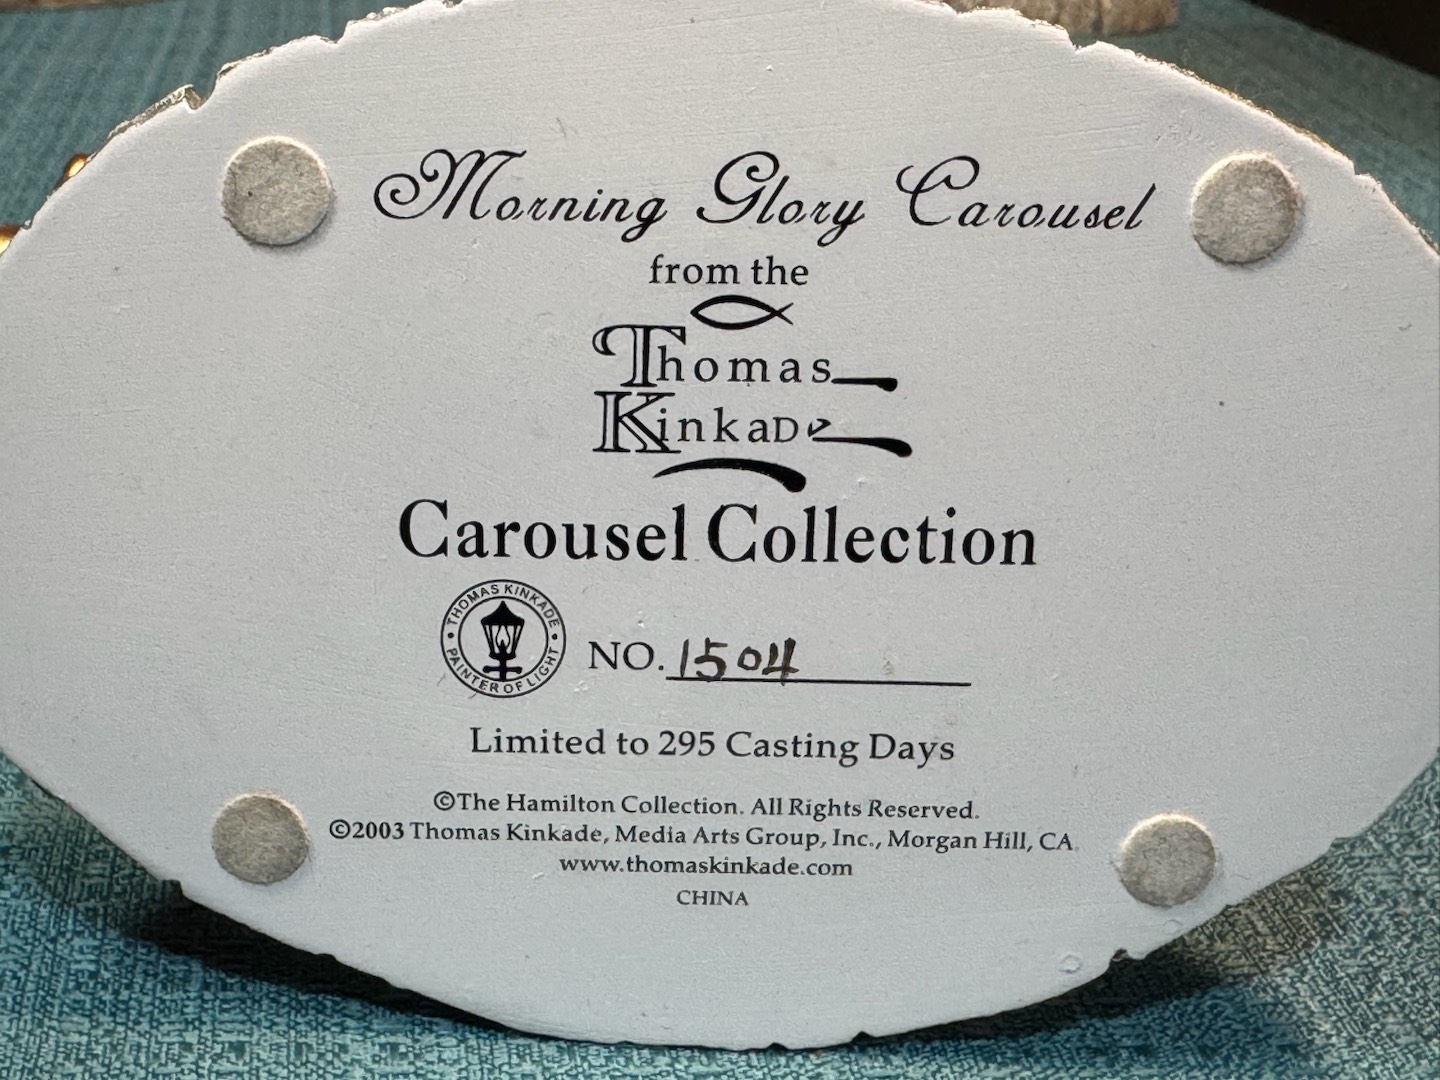 Morning Glory Carousel
from the
Thomas
Kinkade
Carousel Collection
THOMAS KINKADE
PAINTER OF LIGHT
NO. 1504
Limited to 295 Casting Days
©The Hamilton Collection. All Rights Reserved.
©2003 Thomas Kinkade, Media Arts Group, Inc., Morgan Hill, CA.
www.thomaskinkade.com
CHINA